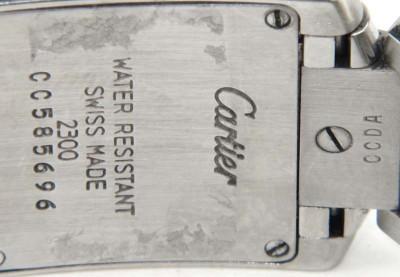 Cartier
WATER RESISTANT
SWISS MADE
2300
CC585696
CCDA